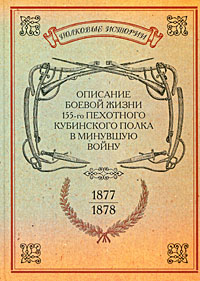 ПОЛКОВЫЕ ИСТОРИИ
ОПИСАНИЕ
БОЕВОЙ ЖИЗНИ
155-го ПЕХОТНОГО
КУБИНСКОГО ПОЛКА
В МИНУВШУЮ
ВОЙНУ
1877
1878